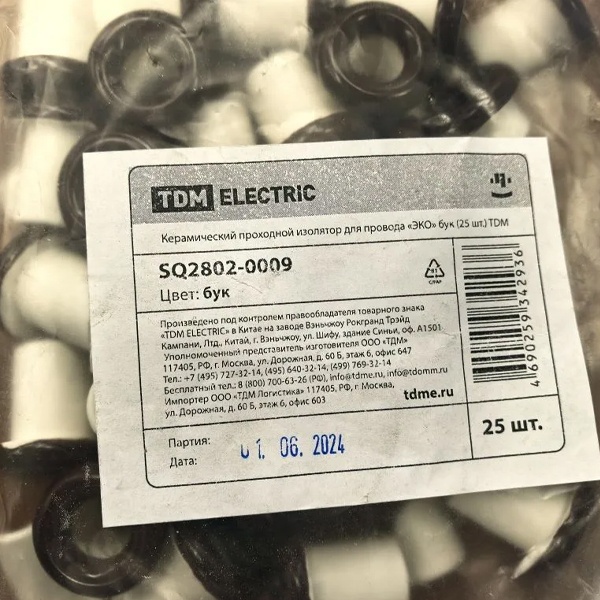 TDM ELECTRIC
Керамический проходной изолятор для провода «ЭКО» бук (25 шт.) TDM
SQ2802-0009
Цвет: бук
Произведено под контролем правообладателя товарного знака
«TDM ELECTRIC» в Китае на заводе Вэньчжоу Рокгранд Трэйд
Кампани, Лтд., Китай, г. Вэньчжоу, ул. Шифу, здание Синьи, оф. А1501
Уполномоченный представитель изготовителя ООО «ТДМ»
117405, РФ, г. Москва, ул. Дорожная, д. 60 Б, этаж 6, офис 647
Тел.: +7 (495) 727-32-14, (495) 640-32-14, (499) 769-32-14
Бесплатный тел.: 8 (800) 700-63-26 (РФ), info@tdme.ru, info@tdomm.ru
Импортер ООО «ТДМ Логистика» 117405, РФ, г. Москва,
ул. Дорожная, д. 60 Б, этаж 6, офис 603
tdme.ru
4690259342936
Партия:
Дата:
01. 06. 2024
25 шт.